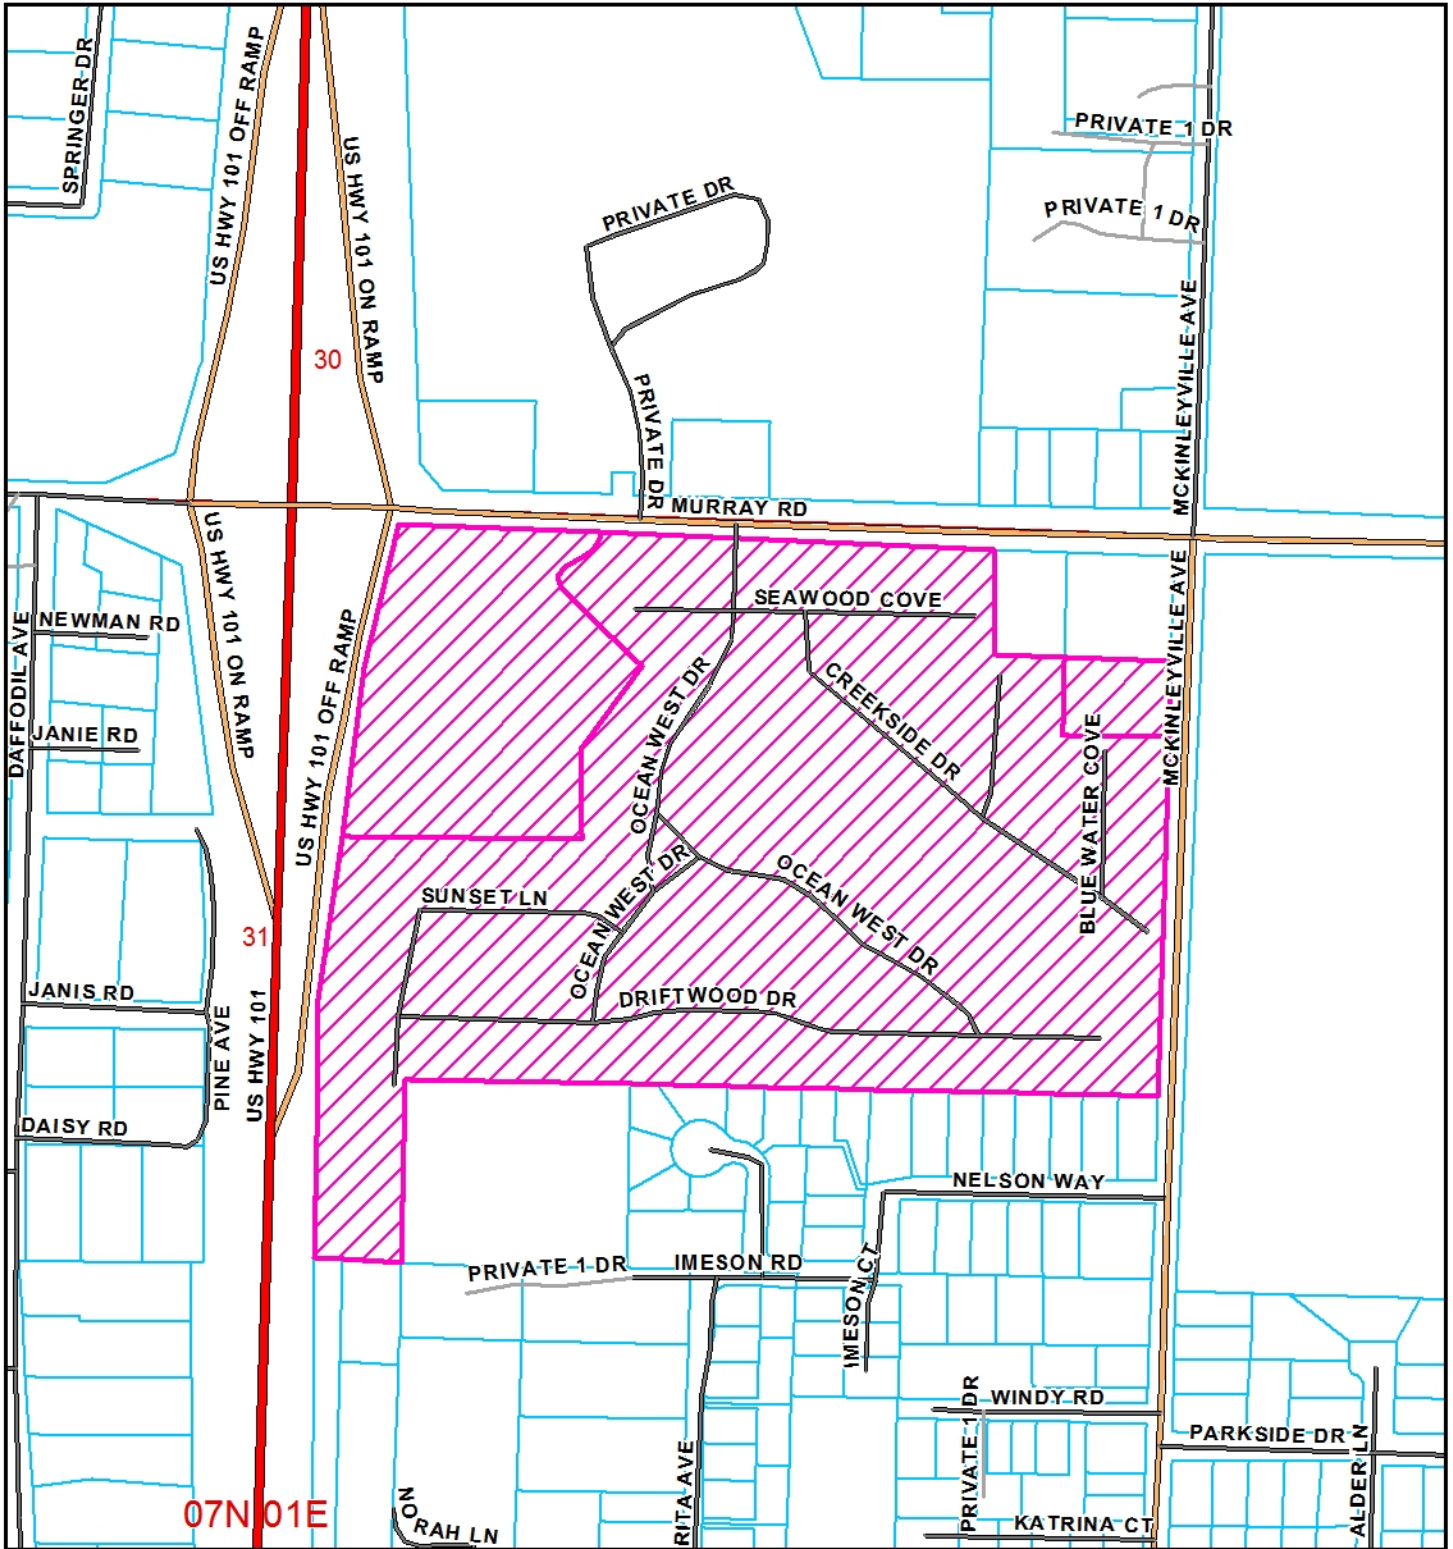 SPRINGER DR
US HWY 101 OFF RAMP
US HWY 101 ON RAMP
PRIVATE 1 DR
PRIVATE DR
PRIVATE 1 DR
MCKINLEYVILLE AVE
30
PRIVATE DR
MURRAY RD
US HWY 101 ON RAMP
MCKINLEYVILLE AVE
DAFFODIL AVE
NEWMAN RD
SEAWOOD COVE
US HWY 101 OFF RAMP
OCEAN WEST DR
CREEKSIDE DR
JANIE RD
BLUE WATER COVE
OCEAN WEST DR
OCEAN WEST DR
SUNSET LN
31
JANIS RD
DRIFTWOOD DR
PINE AVE
US HWY 101
DAISY RD
NELSON WAY
PRIVATE 1 DR
IMESON RD
IMESON CT
PRIVATE 1 DR
WINDY RD
PARKSIDE DR
ALDER LN
RITA AVE
07N 01E
NORAH LN
KATRINA CT